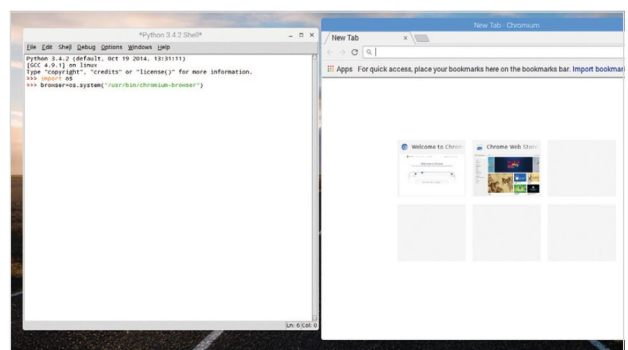 *Python 3.4.2 Shell*
File Edit Shell Debug Options Windows Help
Python 3.4.2 (default, Oct 19 2014, 13:31:11)
[GCC 4.9.1] on linux
Type "copyright", "credits" or "license()" for more information.
>>> import os
>>> browser=os.system("/usr/bin/chromium-browser")
Ln: 6 Col: 0
New Tab - Chromium
New Tab
Apps For quick access, place your bookmarks here on the bookmarks bar. Import bookmar
Welcome to Chrom
Chrome Web Store